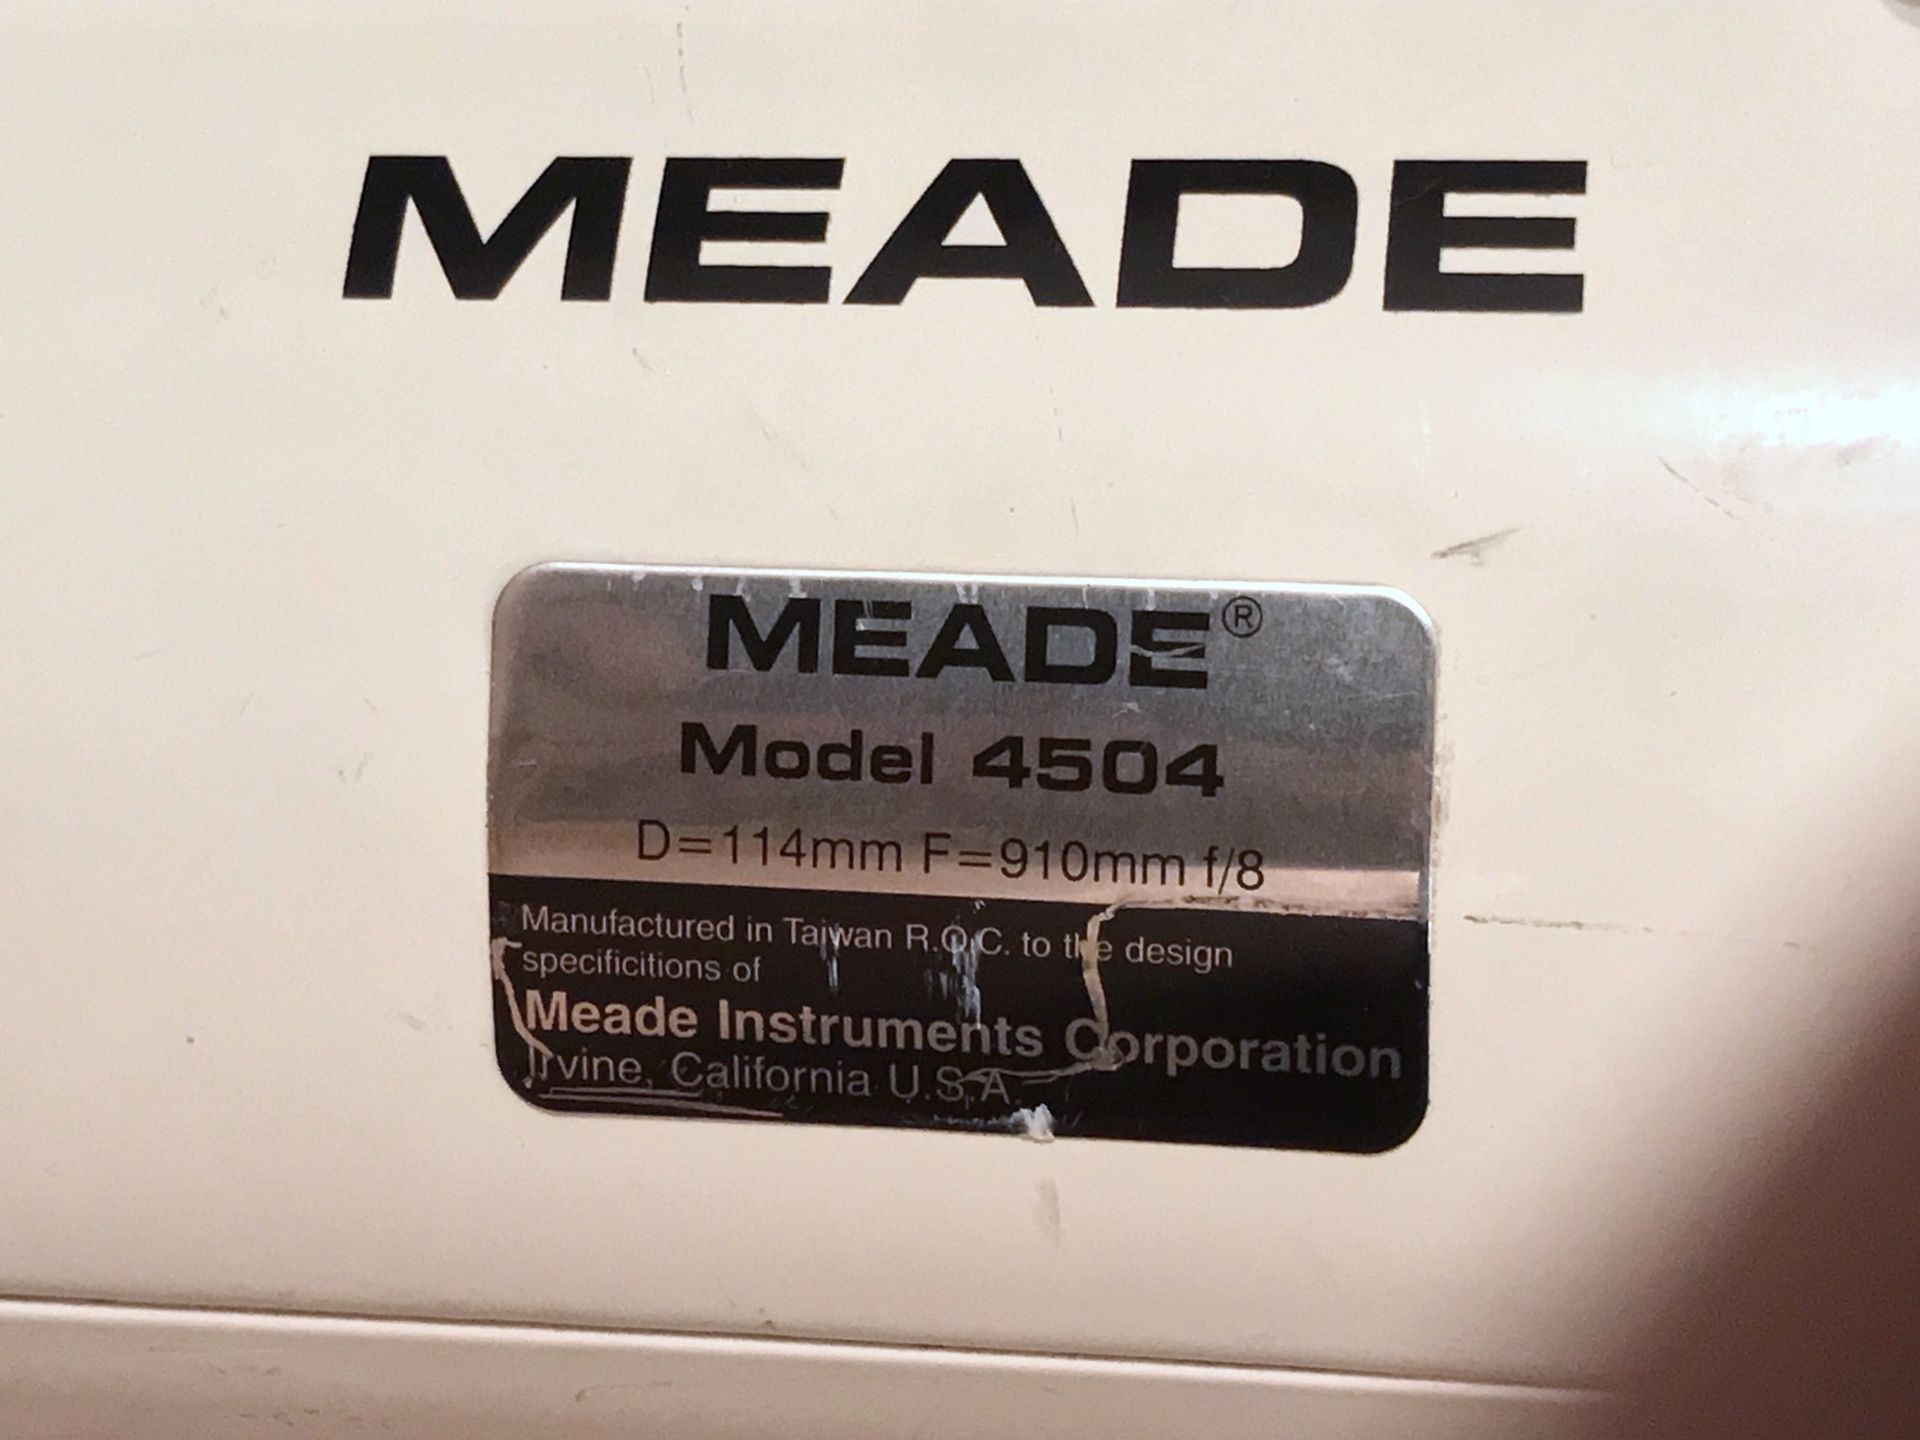 MEADE
MEADE®
Model 4504
D=114mm F=910mm f/8
Manufactured in Taiwan R.O.C. to the design
specificitions of
Meade Instruments Corporation
Irvine, California U.S.A.